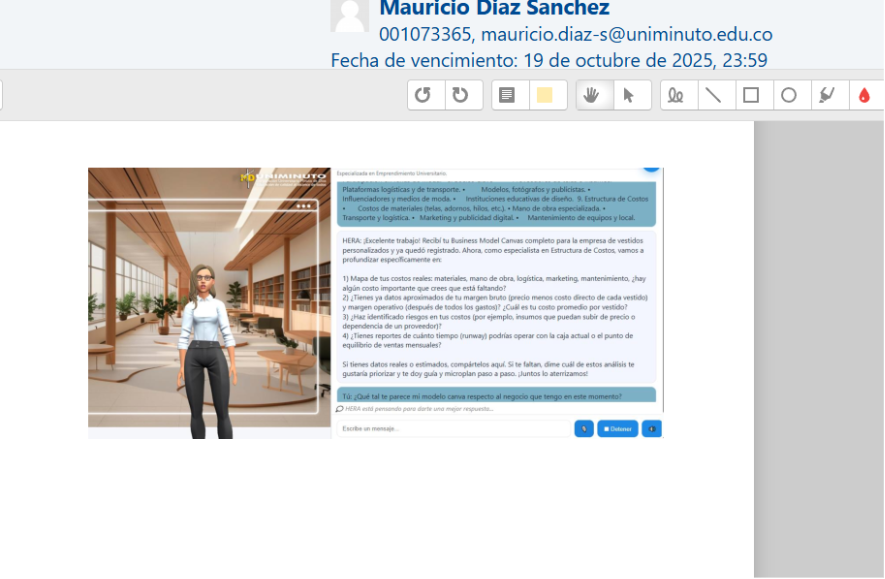 Mauricio Diaz Sanchez
001073365, mauricio.diaz-s@uniminuto.edu.co
Fecha de vencimiento: 19 de octubre de 2025, 23:59
UNIMINUTO
Especializada en Emprendimiento Universitario.
Plataformas logísticas y de transporte. • Modelos, fotógrafos y publicistas. •
Influenciadores y medios de moda. • Instituciones educativas de diseño. 9. Estructura de Costos
• Costos de materiales (telas, adornos, hilos, etc.). • Mano de obra especializada. •
Transporte y logística. • Marketing y publicidad digital. • Mantenimiento de equipos y local.
HERA: ¡Excelente trabajo! Recibí tu Business Model Canvas completo para la empresa de vestidos
personalizados y ya quedó registrado. Ahora, como especialista en Estructura de Costos, vamos a
profundizar específicamente en:
1) Mapa de tus costos reales: materiales, mano de obra, logística, marketing, mantenimiento, ¿hay
algún costo importante que crees que está faltando?
2) ¿Tienes ya datos aproximados de tu margen bruto (precio menos costo directo de cada vestido)
y margen operativo (después de todos los gastos)? ¿Cuál es tu costo promedio por vestido?
3) ¿Haz identificado riesgos en tus costos (por ejemplo, insumos que puedan subir de precio o
dependencia de un proveedor)?
4) ¿Tienes reportes de cuánto tiempo (runway) podrías operar con la caja actual o el punto de
equilibrio de ventas mensuales?
Si tienes datos reales o estimados, compártelos aquí. Si te faltan, dime cuál de estos análisis te
gustaría priorizar y te doy guía y microplan paso a paso. ¡Juntos lo aterrizamos!
Tú: ¿Qué tal te parece mi modelo canva respecto al negocio que tengo en este momento?
HERA está pensando para darte una mejor respuesta...
Escribe un mensaje...
Detener